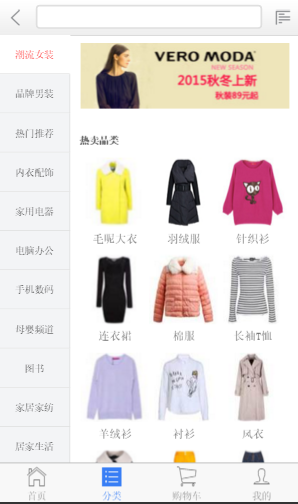 潮流女装
品牌男装
热门推荐
内衣配饰
家用电器
电脑办公
手机数码
母婴频道
图书
家居家纺
居家生活
VERO MODA
NEW SEASON
2015秋冬上新
秋装89元起
热卖品类
毛呢大衣 羽绒服 针织衫
连衣裙 棉服 长袖T恤
羊绒衫 衬衫 风衣
首页 分类 购物车 我的